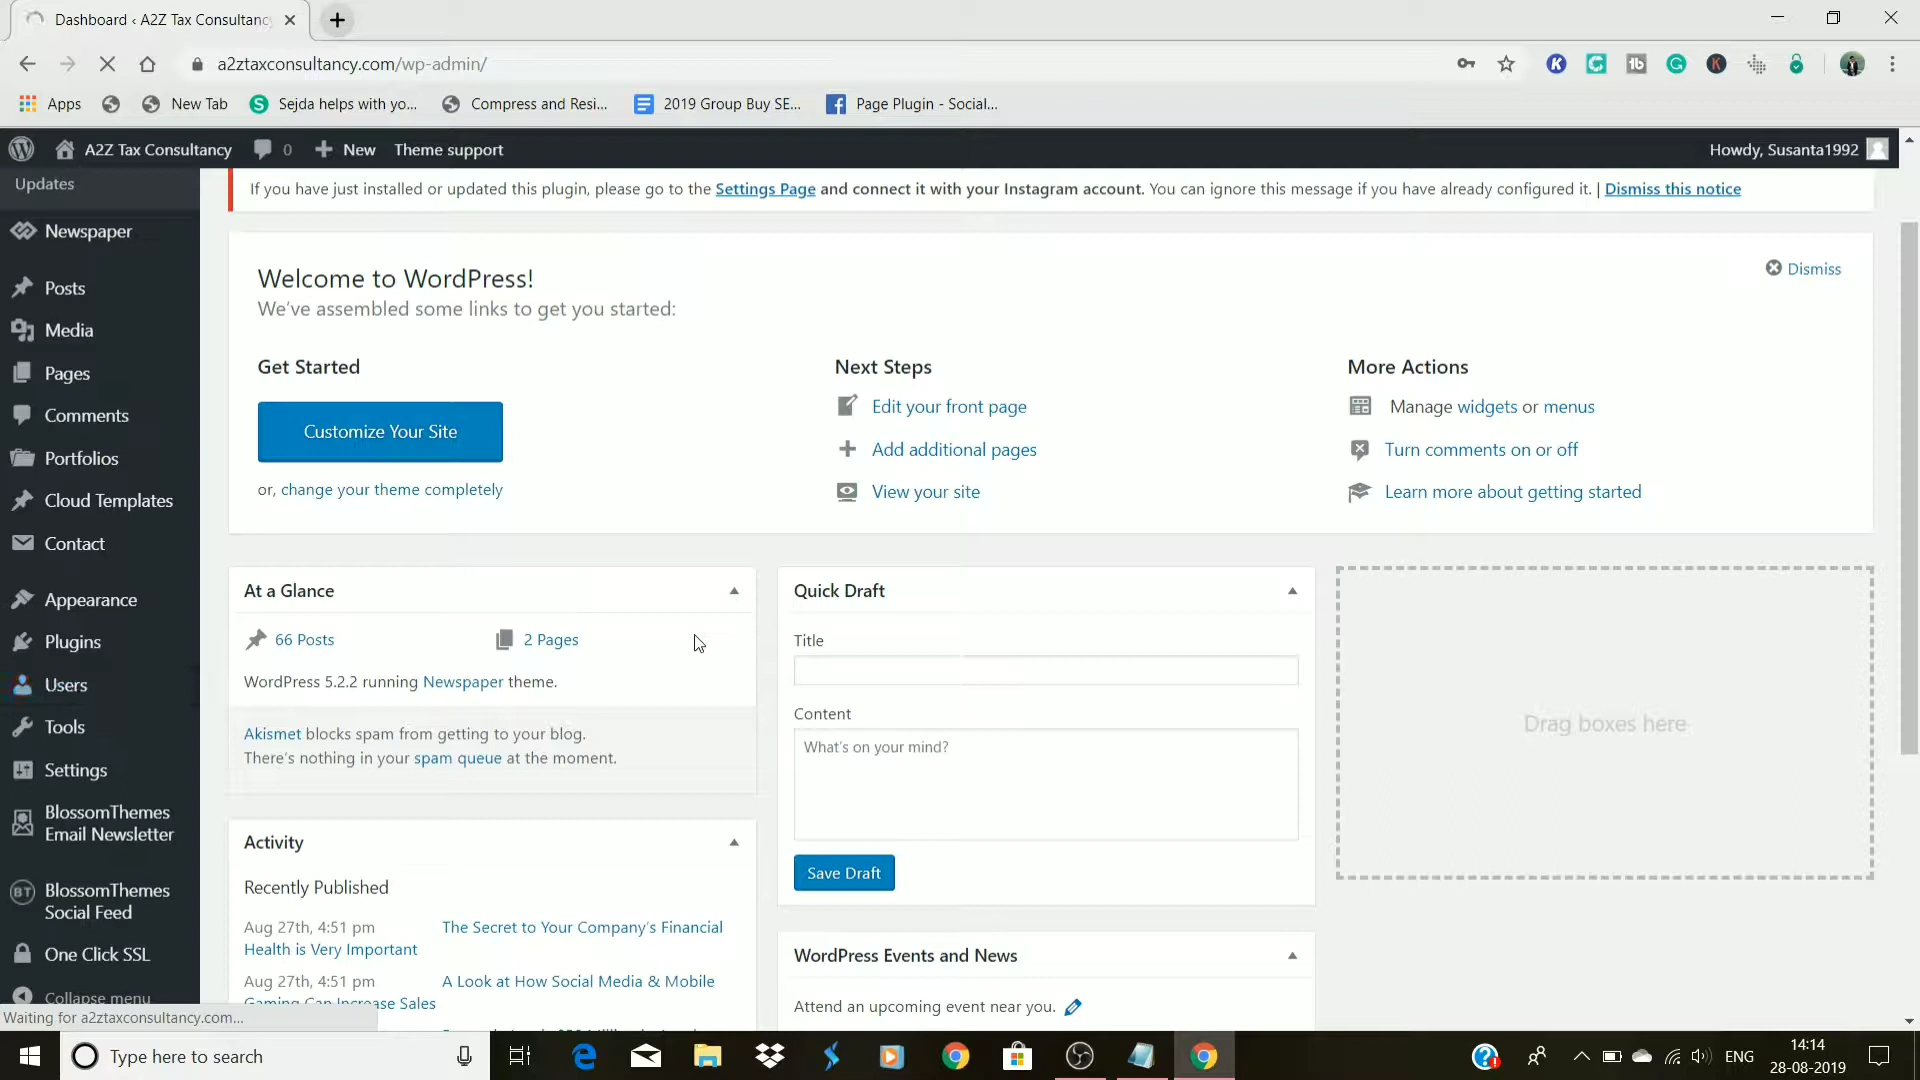 Dashboard ‹ A2Z Tax Consultanc
a2ztaxconsultancy.com/wp-admin/
Apps New Tab Sejda helps with yo... Compress and Resi... 2019 Group Buy SE... Page Plugin - Social...
A2Z Tax Consultancy 0 New Theme support Howdy, Susanta1992
Updates
If you have just installed or updated this plugin, please go to the Settings Page and connect it with your Instagram account. You can ignore this message if you have already configured it. | Dismiss this notice
Newspaper
Posts
Media
Pages
Comments
Portfolios
Cloud Templates
Contact
Appearance
Plugins
Users
Tools
Settings
BlossomThemes
Email Newsletter
BlossomThemes
Social Feed
One Click SSL
Collapse menu
Welcome to WordPress!
Dismiss
We've assembled some links to get you started:
Get Started
Customize Your Site
or, change your theme completely
Next Steps
Edit your front page
Add additional pages
View your site
More Actions
Manage widgets or menus
Turn comments on or off
Learn more about getting started
At a Glance
66 Posts 2 Pages
WordPress 5.2.2 running Newspaper theme.
Akismet blocks spam from getting to your blog.
There's nothing in your spam queue at the moment.
Activity
Recently Published
Aug 27th, 4:51 pm The Secret to Your Company's Financial
Health is Very Important
Aug 27th, 4:51 pm A Look at How Social Media & Mobile
Gaming Can Increase Sales
Quick Draft
Title
Content
What's on your mind?
Save Draft
WordPress Events and News
Attend an upcoming event near you.
Drag boxes here
Waiting for a2ztaxconsultancy.com...
Type here to search
ENG
14:14
28-08-2019